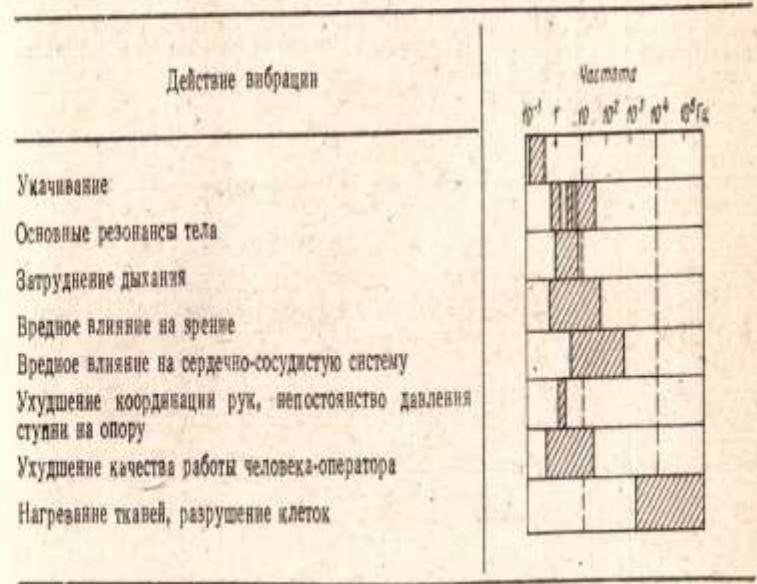 Действие вибрации
Частота
10⁻¹ 1 10 10² 10³ 10⁴ 10⁵ Гц
Укачивание
Основные резонансы тела
Затруднение дыхания
Вредное влияние на зрение
Вредное влияние на сердечно-сосудистую систему
Ухудшение координации рук, непостоянство давления
ступни на опору
Ухудшение качества работы человека-оператора
Нагревание тканей, разрушение клеток